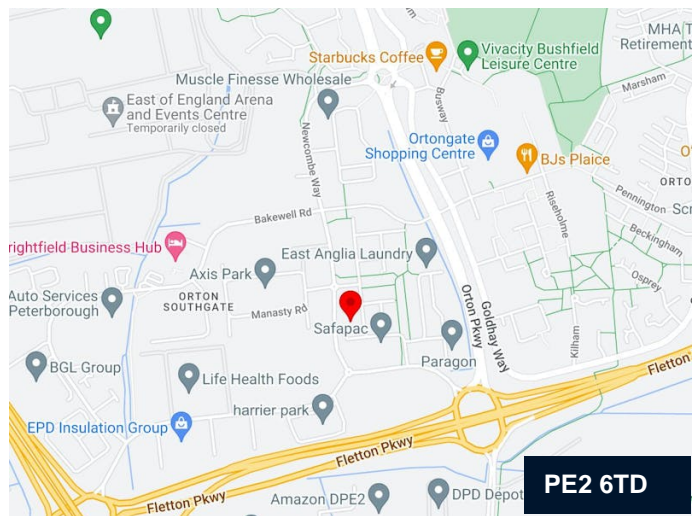 MHA T
Retirement
Starbucks Coffee
Vivacity Bushfield
Leisure Centre
Muscle Finesse Wholesale
Marsham
East of England Arena
and Events Centre
Temporarily closed
Busway
Newcombe Way
Ortongate
Shopping Centre
BJs Plaice
O'
ORTO
Pennington
Riseholme
Scr
Bakewell Rd
Beckingham
rightfield Business Hub
East Anglia Laundry
Axis Park
Osprey
Auto Services
Peterborough
ORTON
SOUTHGATE
Manasty Rd
Orton Pkwy
Goldhay Way
Safapac
Kilham
Paragon
BGL Group
Life Health Foods
Fletton
harrier park
EPD Insulation Group
Fletton Pkwy
Fletton Pkwy
Amazon DPE2
DPD Depot
PE2 6TD